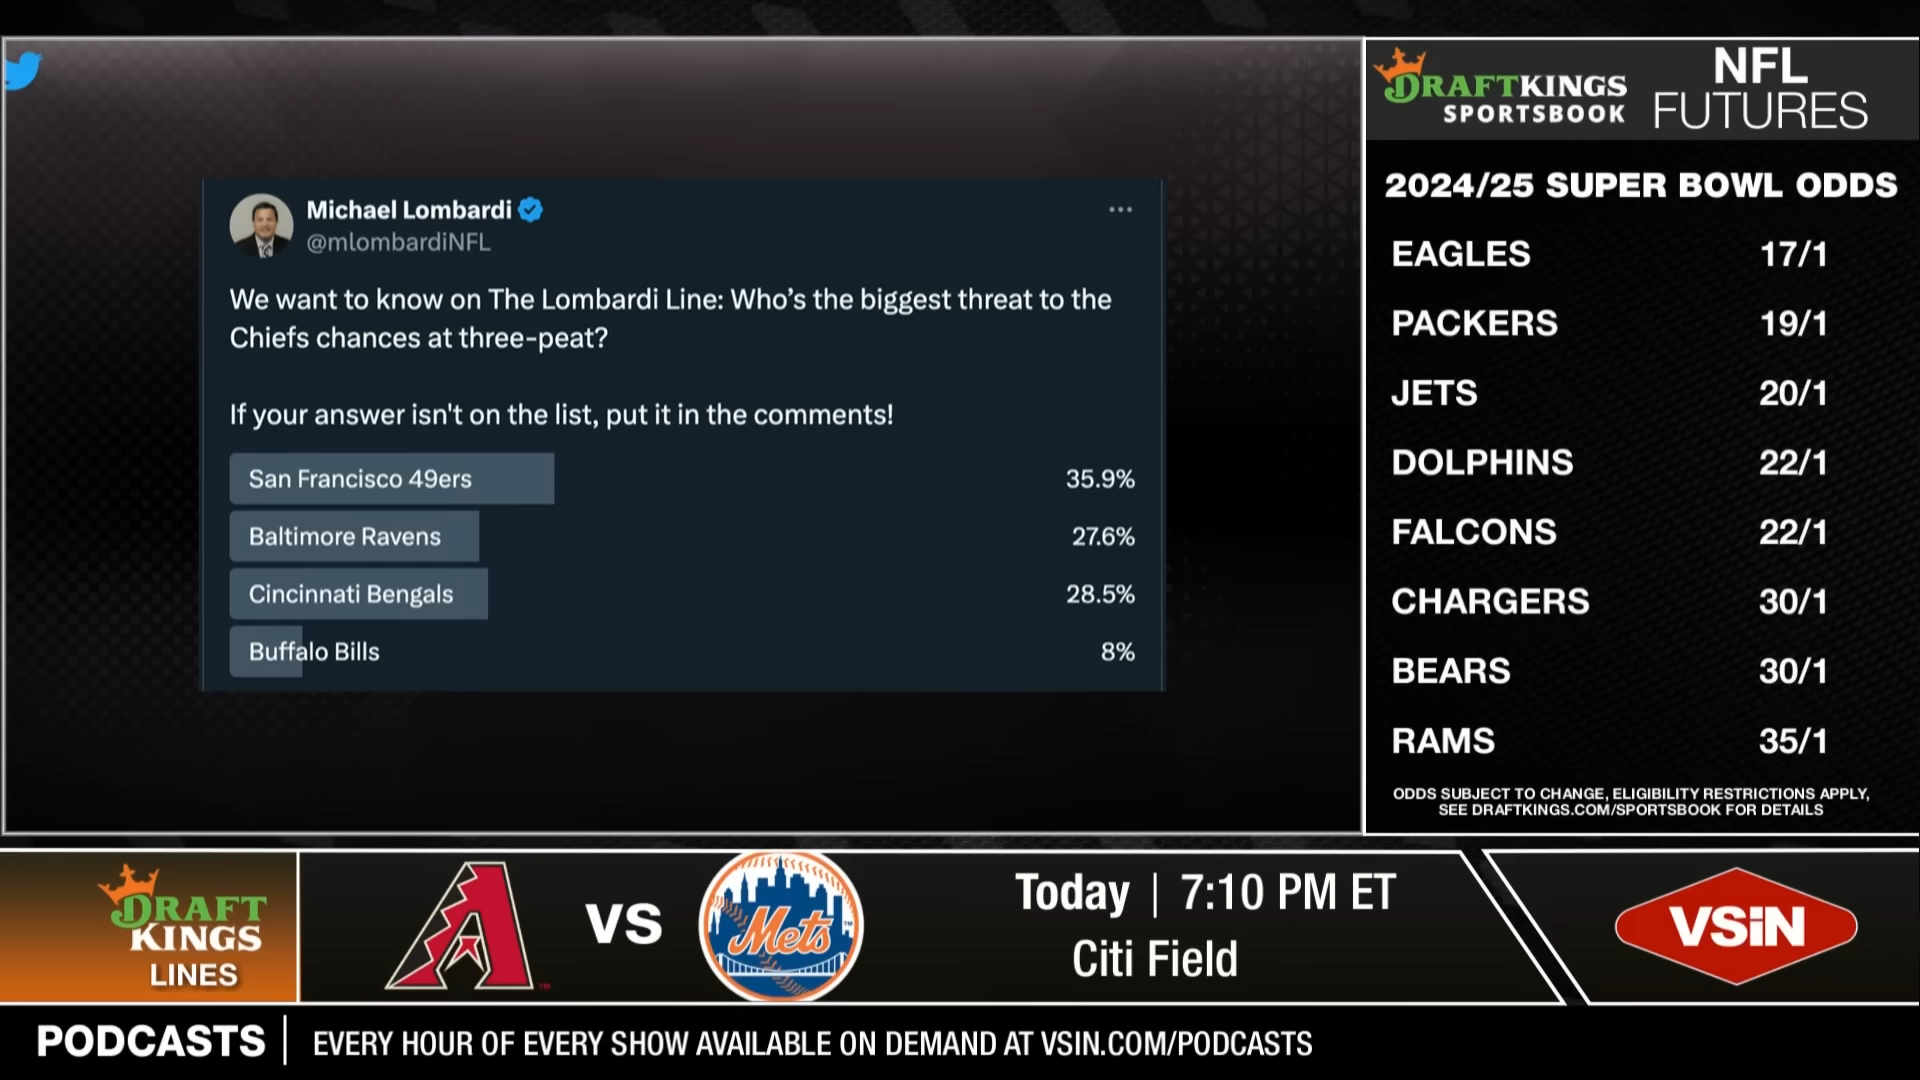 Michael Lombardi
@mlombardiNFL
We want to know on The Lombardi Line: Who’s the biggest threat to the
Chiefs chances at three-peat?
If your answer isn't on the list, put it in the comments!
San Francisco 49ers 35.9%
Baltimore Ravens 27.6%
Cincinnati Bengals 28.5%
Buffalo Bills 8%
DRAFTKINGS
SPORTSBOOK
NFL
FUTURES
2024/25 SUPER BOWL ODDS
EAGLES 17/1
PACKERS 19/1
JETS 20/1
DOLPHINS 22/1
FALCONS 22/1
CHARGERS 30/1
BEARS 30/1
RAMS 35/1
ODDS SUBJECT TO CHANGE, ELIGIBILITY RESTRICTIONS APPLY,
SEE DRAFTKINGS.COM/SPORTSBOOK FOR DETAILS
DRAFT
KINGS
LINES
A
VS
Mets
Today | 7:10 PM ET
Citi Field
VSiN
PODCASTS | EVERY HOUR OF EVERY SHOW AVAILABLE ON DEMAND AT VSIN.COM/PODCASTS